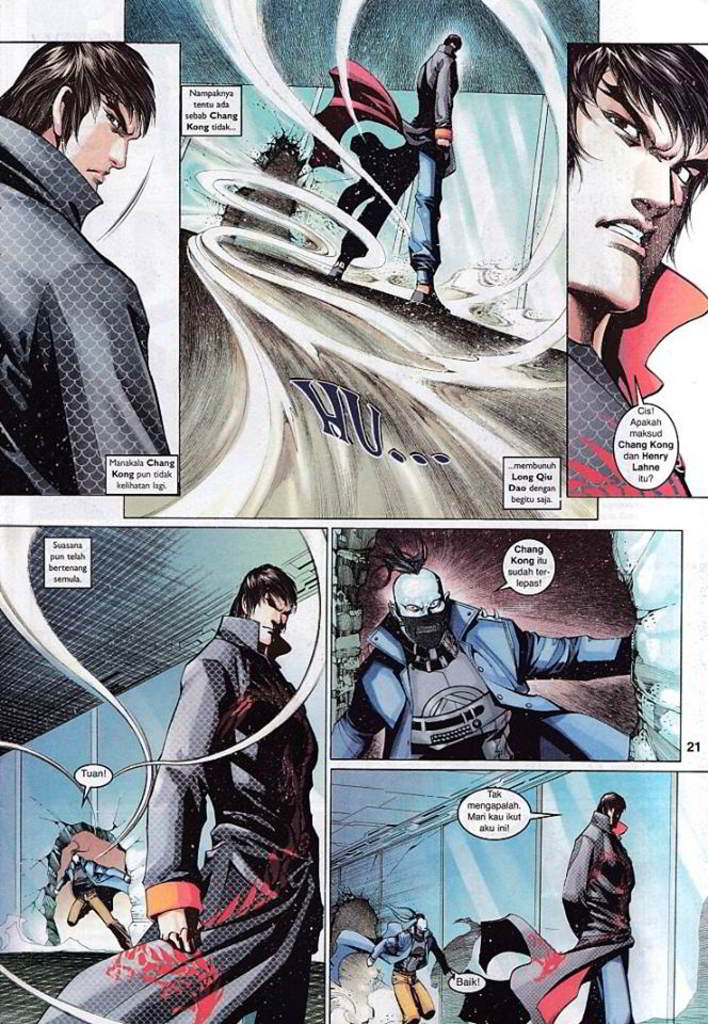 Nampaknya
tentu ada
sebab Chang
Kong tidak...
HU...
Manakala Chang
Kong pun tidak
kelihatan lagi.
...membunuh
Long Qiu
Dao dengan
begitu saja.
Cis!
Apakah
maksud
Chang Kong
dan Henry
Lahne
itu?
Suasana
pun telah
bertenang
semula.
Tuan!
Chang
Kong itu
sudah ter-
lepas!
21
Tak
mengapalah.
Mari kau ikut
aku ini!
Baik!